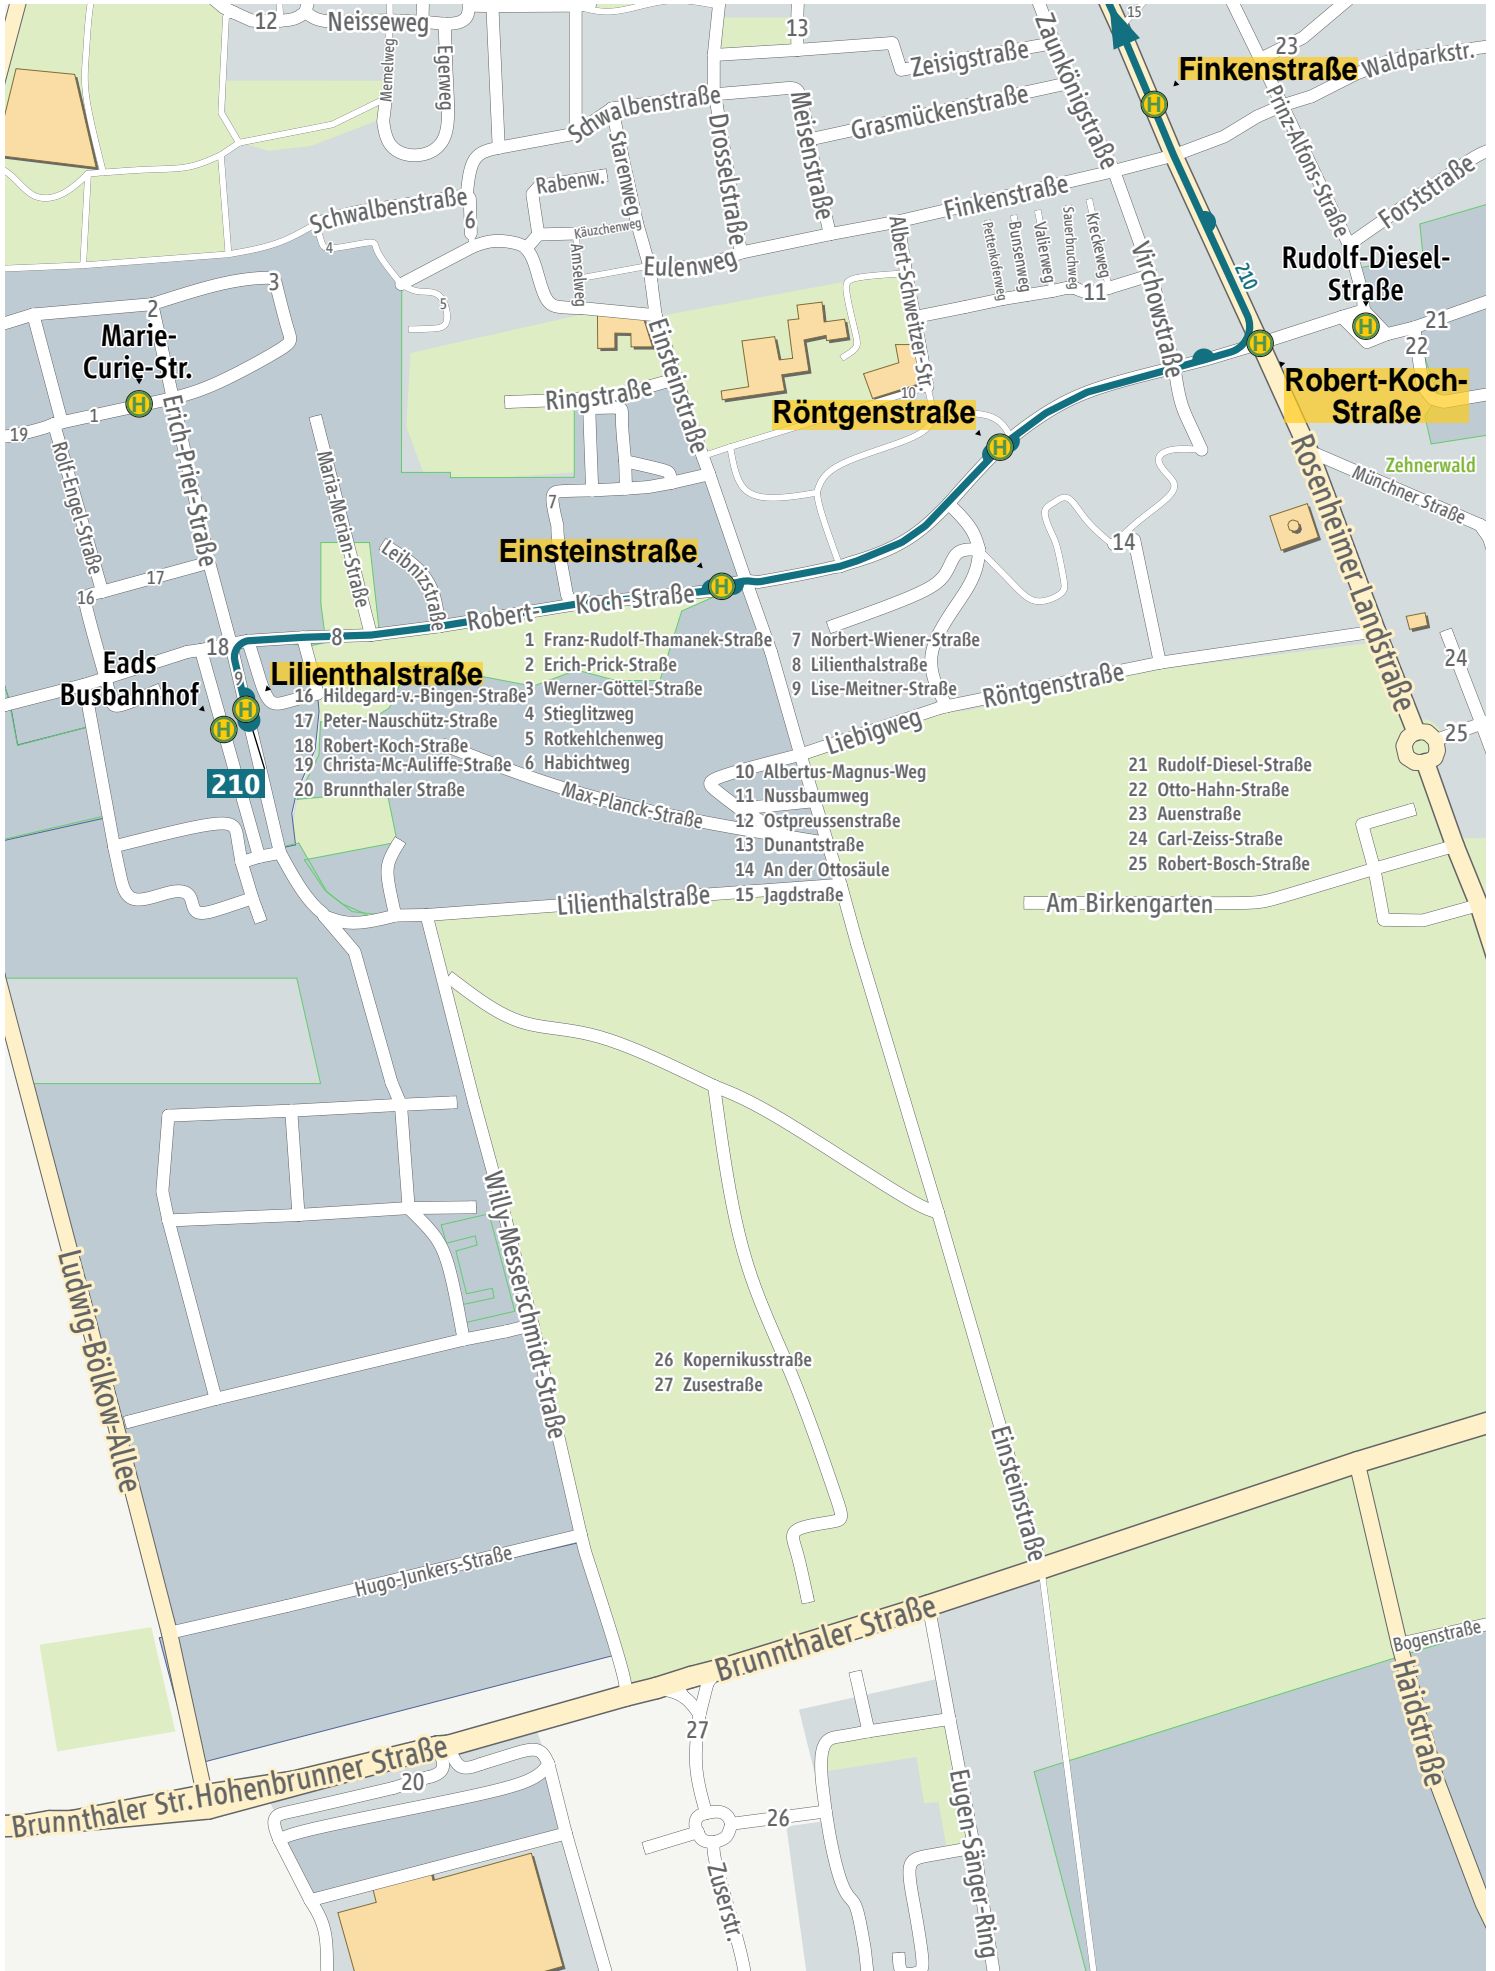 12
Neisseweg
13
15
Memelweg
Egerweg
Zeisigstraße
Zaunkönigstraße
23
Waldparkstr.
Finkenstraße
Schwalbenstraße
Meisenstraße
Grasmückenstraße
Prinz-Alfons-Straße
Starenweg
Drosselstraße
Rabenw.
Schwalbenstraße
6
4
Käuzchenweg
Amselweg
Eulenweg
Finkenstraße
Albert-Schweitzer-Str.
Pettenkoferweg
Bunsenweg
Valierweg
Sauerbruchweg
Kreckeweg
11
Virchowstraße
Forststraße
210
Rudolf-Diesel-
Straße
21
22
3
2
5
Marie-
Curie-Str.
H
H
H
H
1
19
Erich-Prier-Straße
Rolf-Engel-Straße
Einsteinstraße
Ringstraße
10
Röntgenstraße
H
Robert-Koch-
Straße
Zehnerwald
Münchner Straße
Rosenheimer Landstraße
Maria-Merian-Straße
Leibnizstraße
7
14
Einsteinstraße
H
17
16
Robert-
Koch-Straße
8
18
9
Eads
Busbahnhof
Lilienthalstraße
H
H
210
1 Franz-Rudolf-Thamanek-Straße
2 Erich-Prick-Straße
3 Werner-Göttel-Straße
4 Stieglitzweg
5 Rotkehlchenweg
6 Habichtweg
7 Norbert-Wiener-Straße
8 Lilienthalstraße
9 Lise-Meitner-Straße
16 Hildegard-v.-Bingen-Straße
17 Peter-Nauschütz-Straße
18 Robert-Koch-Straße
19 Christa-Mc-Auliffe-Straße
20 Brunnthaler Straße
Röntgenstraße
Liebigweg
24
25
Max-Planck-Straße
10 Albertus-Magnus-Weg
11 Nussbaumweg
12 Ostpreussenstraße
13 Dunantstraße
14 An der Ottosäule
15 Jagdstraße
21 Rudolf-Diesel-Straße
22 Otto-Hahn-Straße
23 Auenstraße
24 Carl-Zeiss-Straße
25 Robert-Bosch-Straße
Lilienthalstraße
Am Birkengarten
Willy-Messerschmidt-Straße
Ludwig-Bölkow-Allee
26 Kopernikusstraße
27 Zusestraße
Einsteinstraße
Hugo-Junkers-Straße
Brunnthaler Straße
Bogenstraße
Haidstraße
27
Brunnthaler Str.
Hohenbrunner Straße
20
26
Eugen-Sänger-Ring
Zuserstr.